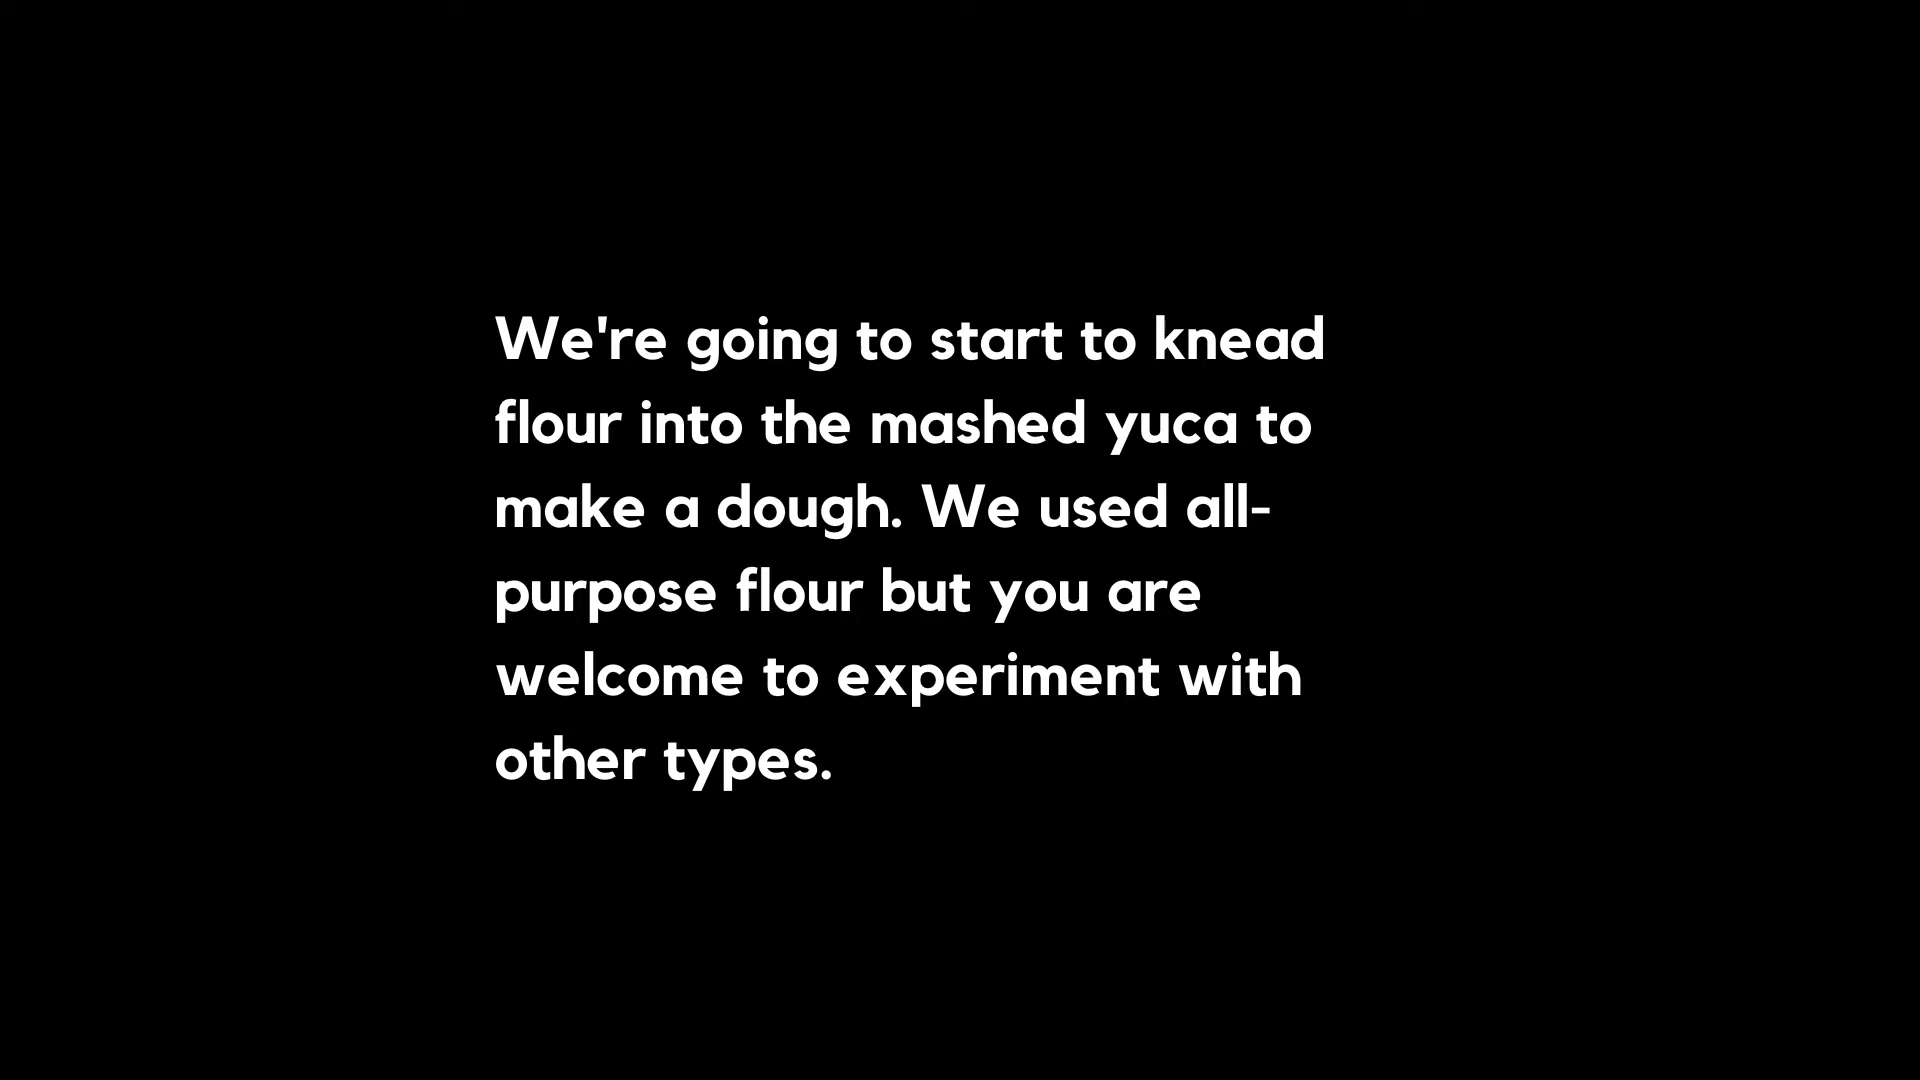 We're going to start to knead
flour into the mashed yuca to
make a dough. We used all-
purpose flour but you are
welcome to experiment with
other types.